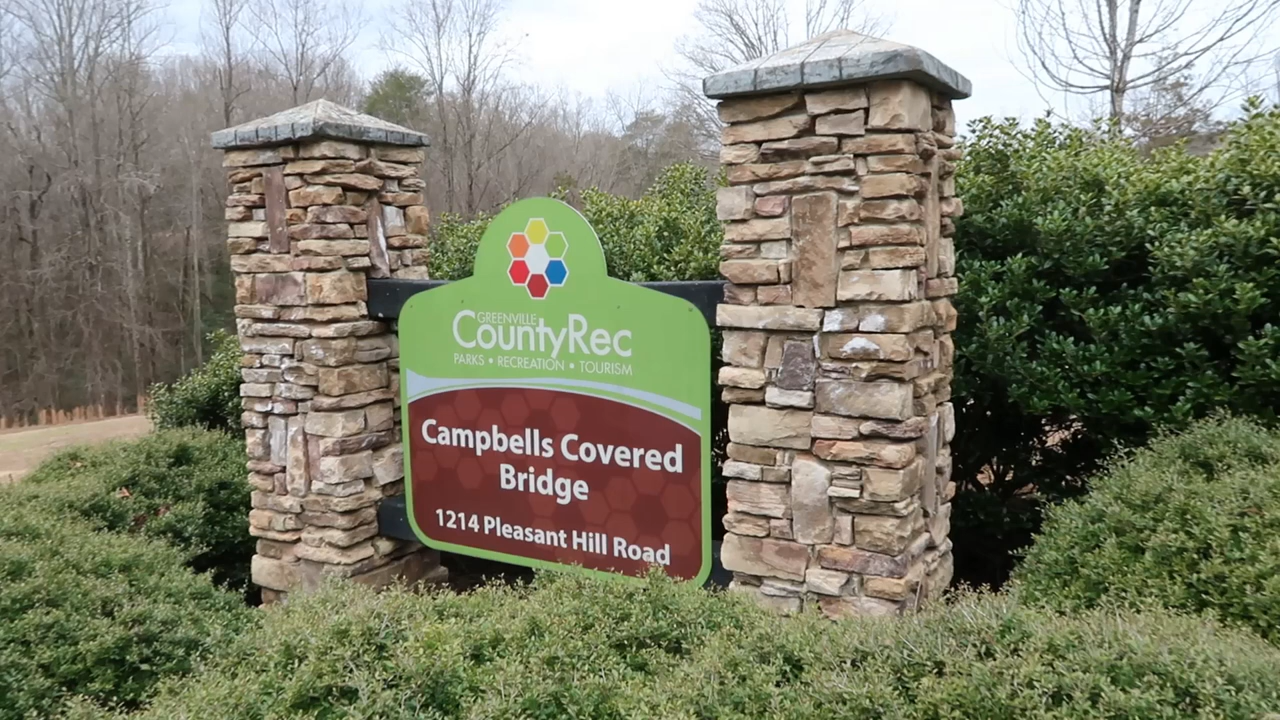 GREENVILLE
CountyRec
PARKS • RECREATION • TOURISM
Campbells Covered
Bridge
1214 Pleasant Hill Road